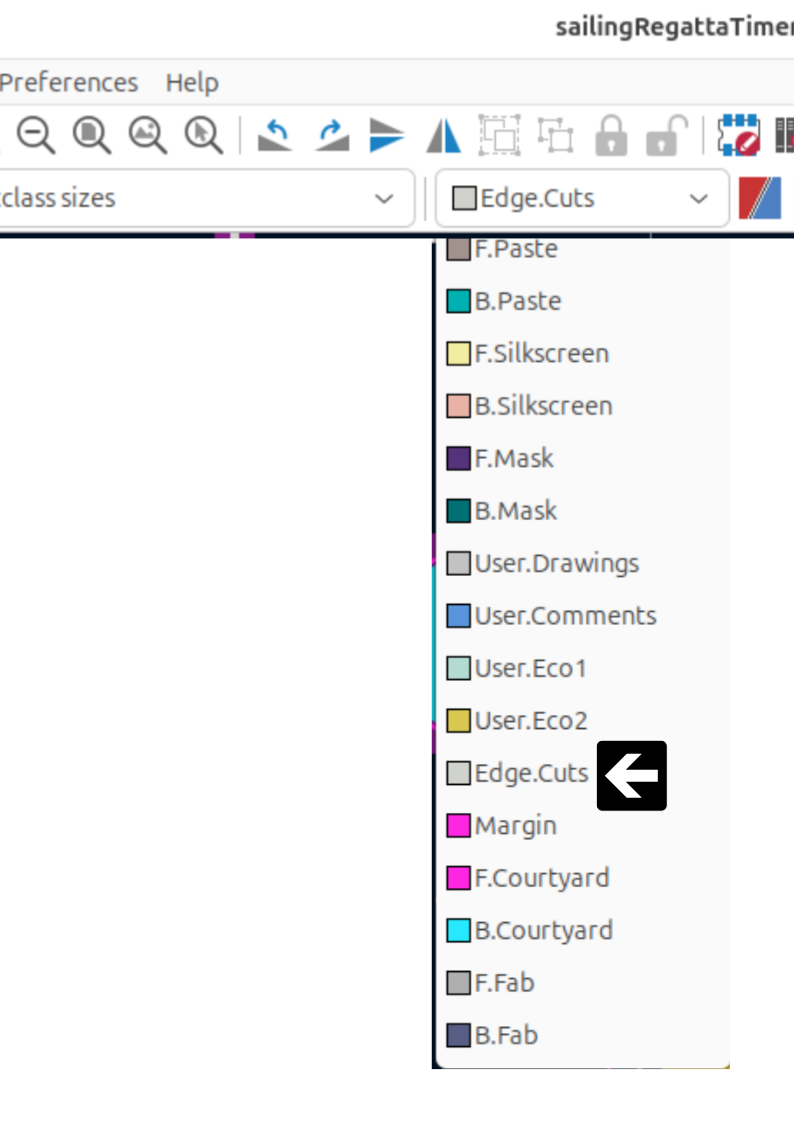 sailingRegattaTimer
Preferences Help
class sizes Edge.Cuts
F.Paste
B.Paste
F.Silkscreen
B.Silkscreen
F.Mask
B.Mask
User.Drawings
User.Comments
User.Eco1
User.Eco2
Edge.Cuts
Margin
F.Courtyard
B.Courtyard
F.Fab
B.Fab